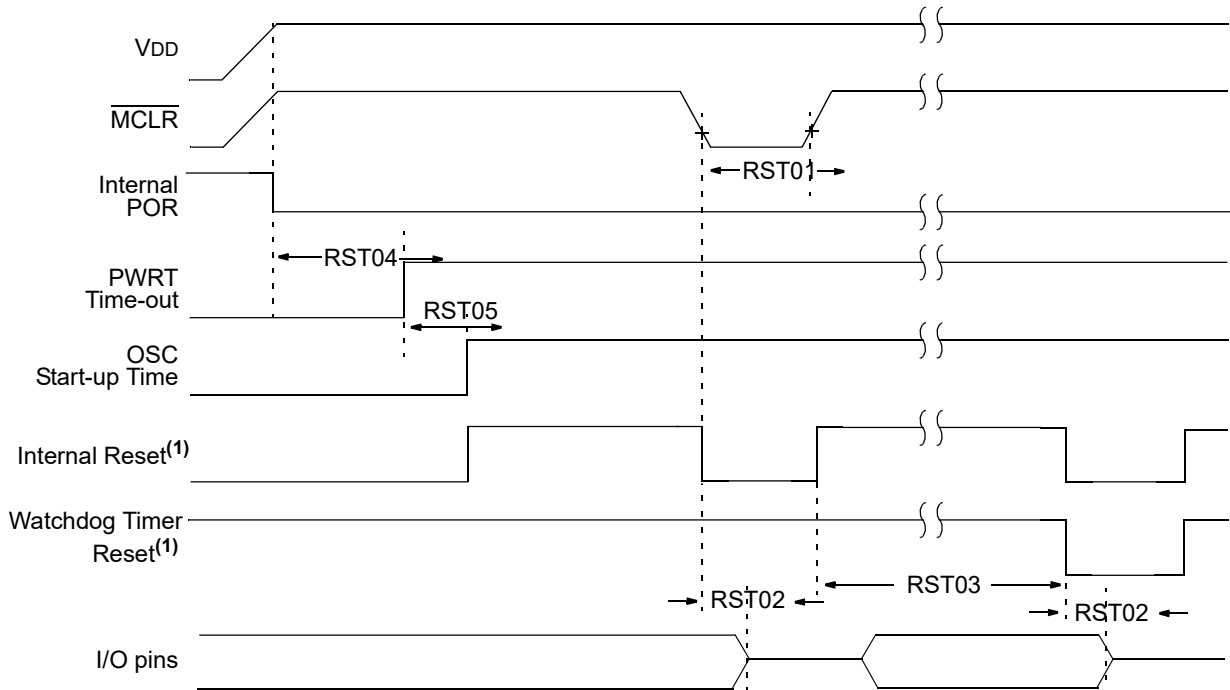 VDD
MCLR
RST01
Internal
POR
RST04
PWRT
Time-out
RST05
OSC
Start-up Time
Internal Reset(1)
Watchdog Timer
Reset(1)
RST03
RST02
RST02
I/O pins